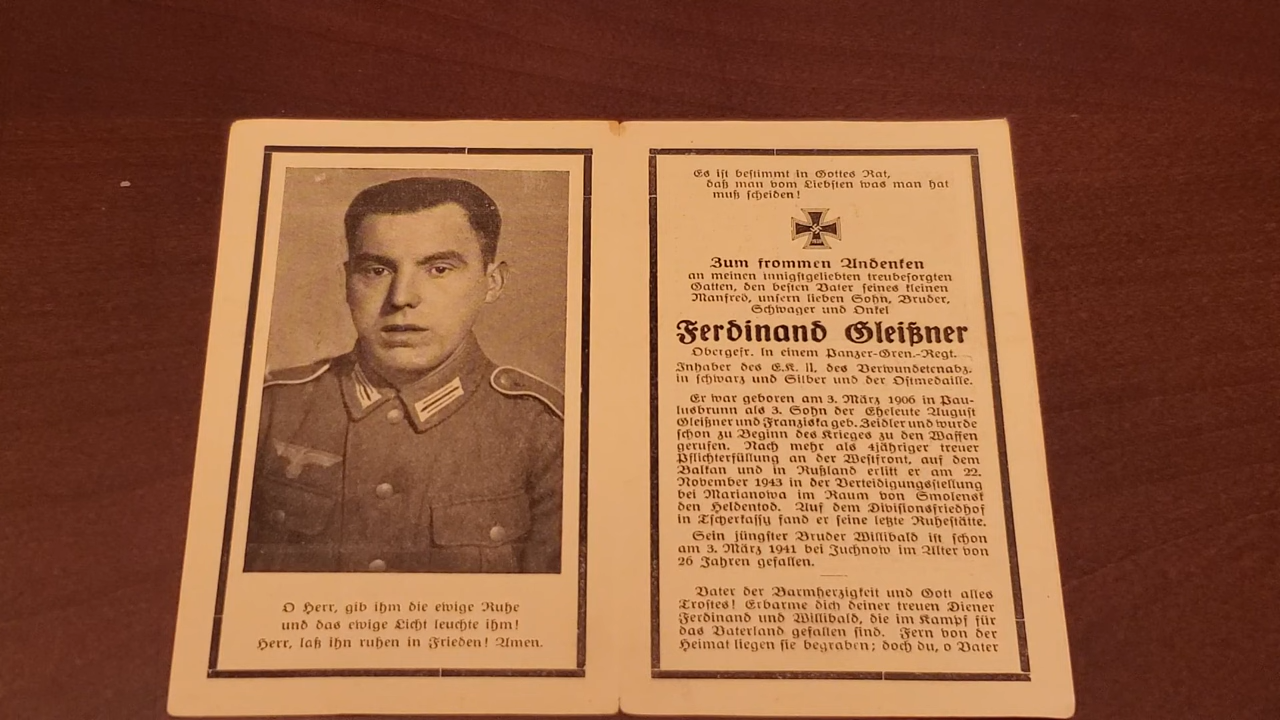 O Herr, gib ihm die ewige Ruhe
und das ewige Licht leuchte ihm!
Herr, laß ihn ruhen in Frieden! Amen.
Es ist bestimmt in Gottes Rat,
daß man vom Liebsten was man hat
muß scheiden!
Zum frommen Andenken
an meinen innigstgeliebten treubesorgten
Gatten, den besten Vater seines kleinen
Manfred, unsern lieben Sohn, Bruder,
Schwager und Onkel
Ferdinand Gleißner
Obergefr. in einem Panzer-Gren.-Regt.
Inhaber des E.K. II, des Verwundetenabz.
in schwarz und Silber und der Ostmedaille.
Er war geboren am 3. März 1906 in Pau-
lusbrunn als 3. Sohn der Eheleute August
Gleißner und Franziska geb. Zeidler und wurde
schon zu Beginn des Krieges zu den Waffen
gerufen. Nach mehr als 4jähriger treuer
Pflichterfüllung an der Westfront, auf dem
Balkan und in Rußland erlitt er am 22.
November 1943 in der Verteidigungsstellung
bei Marianowa im Raum von Smolensk
den Heldentod. Auf dem Divisionsfriedhof
in Tscherkassy fand er seine letzte Ruhestätte.
Sein jüngster Bruder Willibald ist schon
am 3. März 1941 bei Juchnow im Alter von
26 Jahren gefallen.
Vater der Barmherzigkeit und Gott alles
Trostes! Erbarme dich deiner treuen Diener
Ferdinand und Willibald, die im Kampf für
das Vaterland gefallen sind. Fern von der
Heimat liegen sie begraben; doch du, o Vater